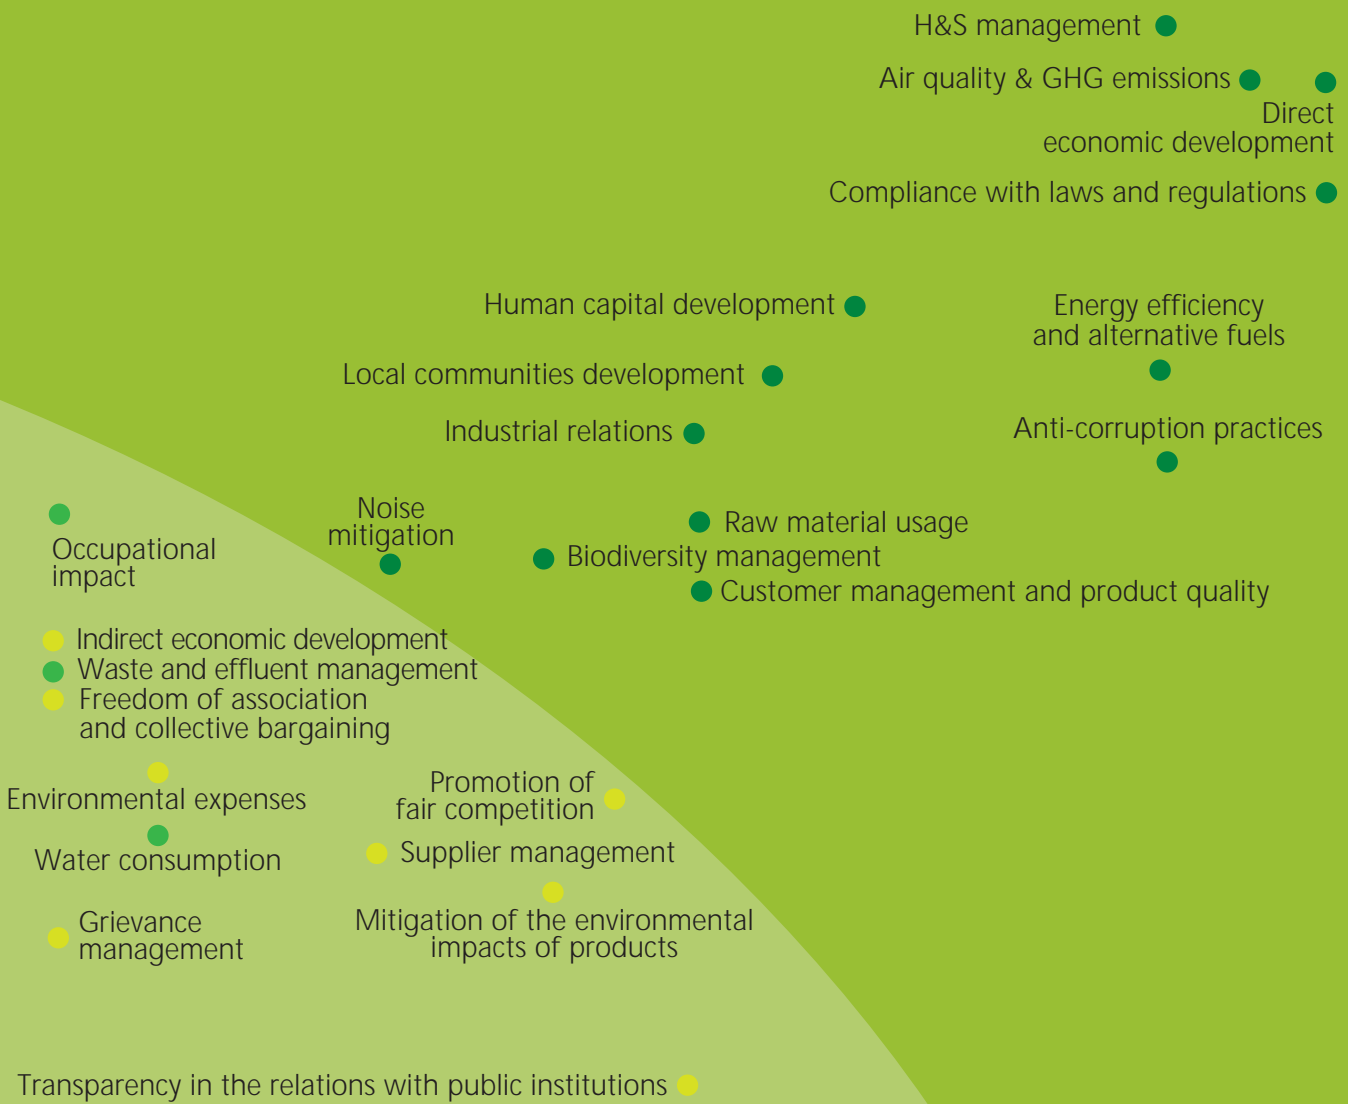 H&S management
Air quality & GHG emissions
Direct
economic development
Compliance with laws and regulations
Human capital development
Energy efficiency
and alternative fuels
Local communities development
Industrial relations
Anti-corruption practices
Noise
mitigation
Raw material usage
Biodiversity management
Customer management and product quality
Occupational
impact
Indirect economic development
Waste and effluent management
Freedom of association
and collective bargaining
Environmental expenses
Promotion of
fair competition
Water consumption
Supplier management
Grievance
management
Mitigation of the environmental
impacts of products
Transparency in the relations with public institutions